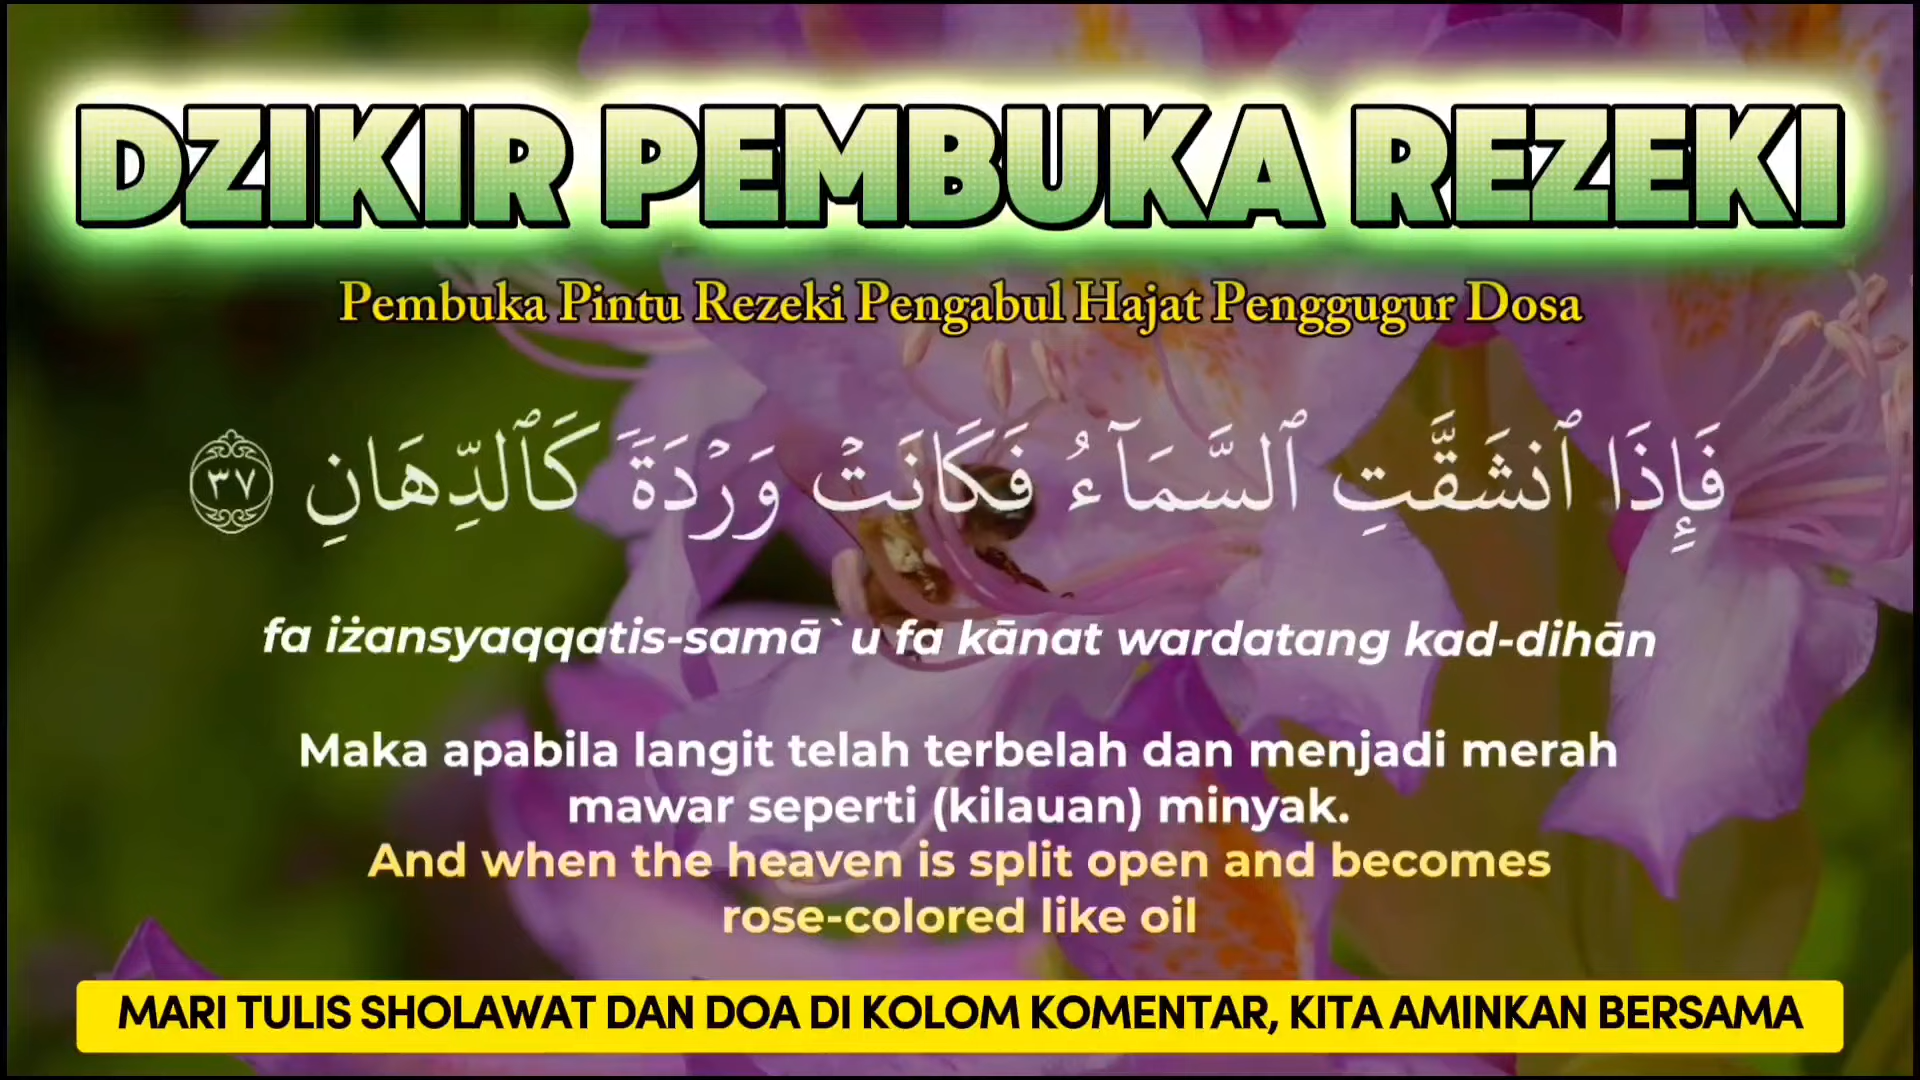 DZIKIR PEMBUKA REZEKI
Pembuka Pintu Rezeki Pengabul Hajat Penggugur Dosa
فَإِذَا ٱنشَقَّتِ ٱلسَّمَآءُ فَكَانَتْ وَرْدَةً كَٱلدِّهَانِ ٣٧
fa iżansyaqqatis-samā`u fa kānat wardatang kad-dihān
Maka apabila langit telah terbelah dan menjadi merah
mawar seperti (kilauan) minyak.
And when the heaven is split open and becomes
rose-colored like oil
MARI TULIS SHOLAWAT DAN DOA DI KOLOM KOMENTAR, KITA AMINKAN BERSAMA